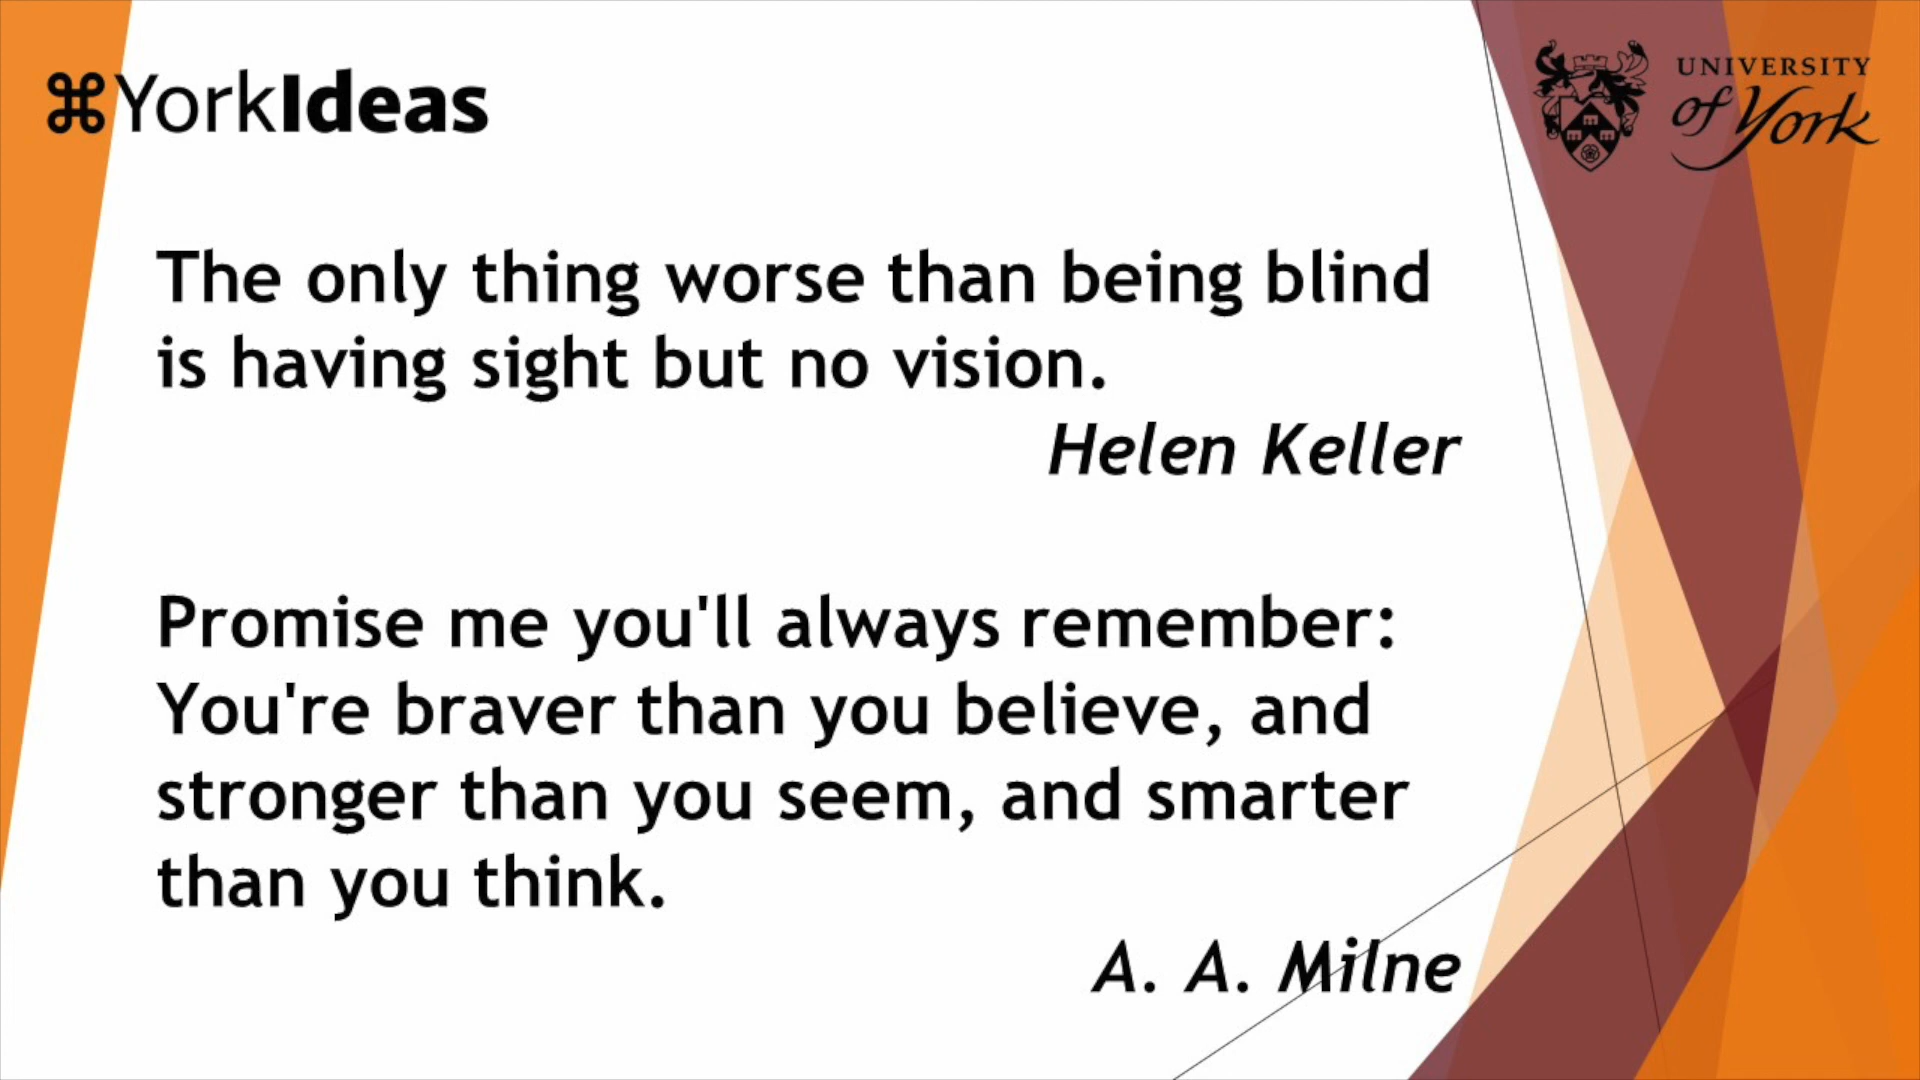 ⌘YorkIdeas
UNIVERSITY
of York
The only thing worse than being blind
is having sight but no vision.
Helen Keller
Promise me you'll always remember:
You're braver than you believe, and
stronger than you seem, and smarter
than you think.
A. A. Milne